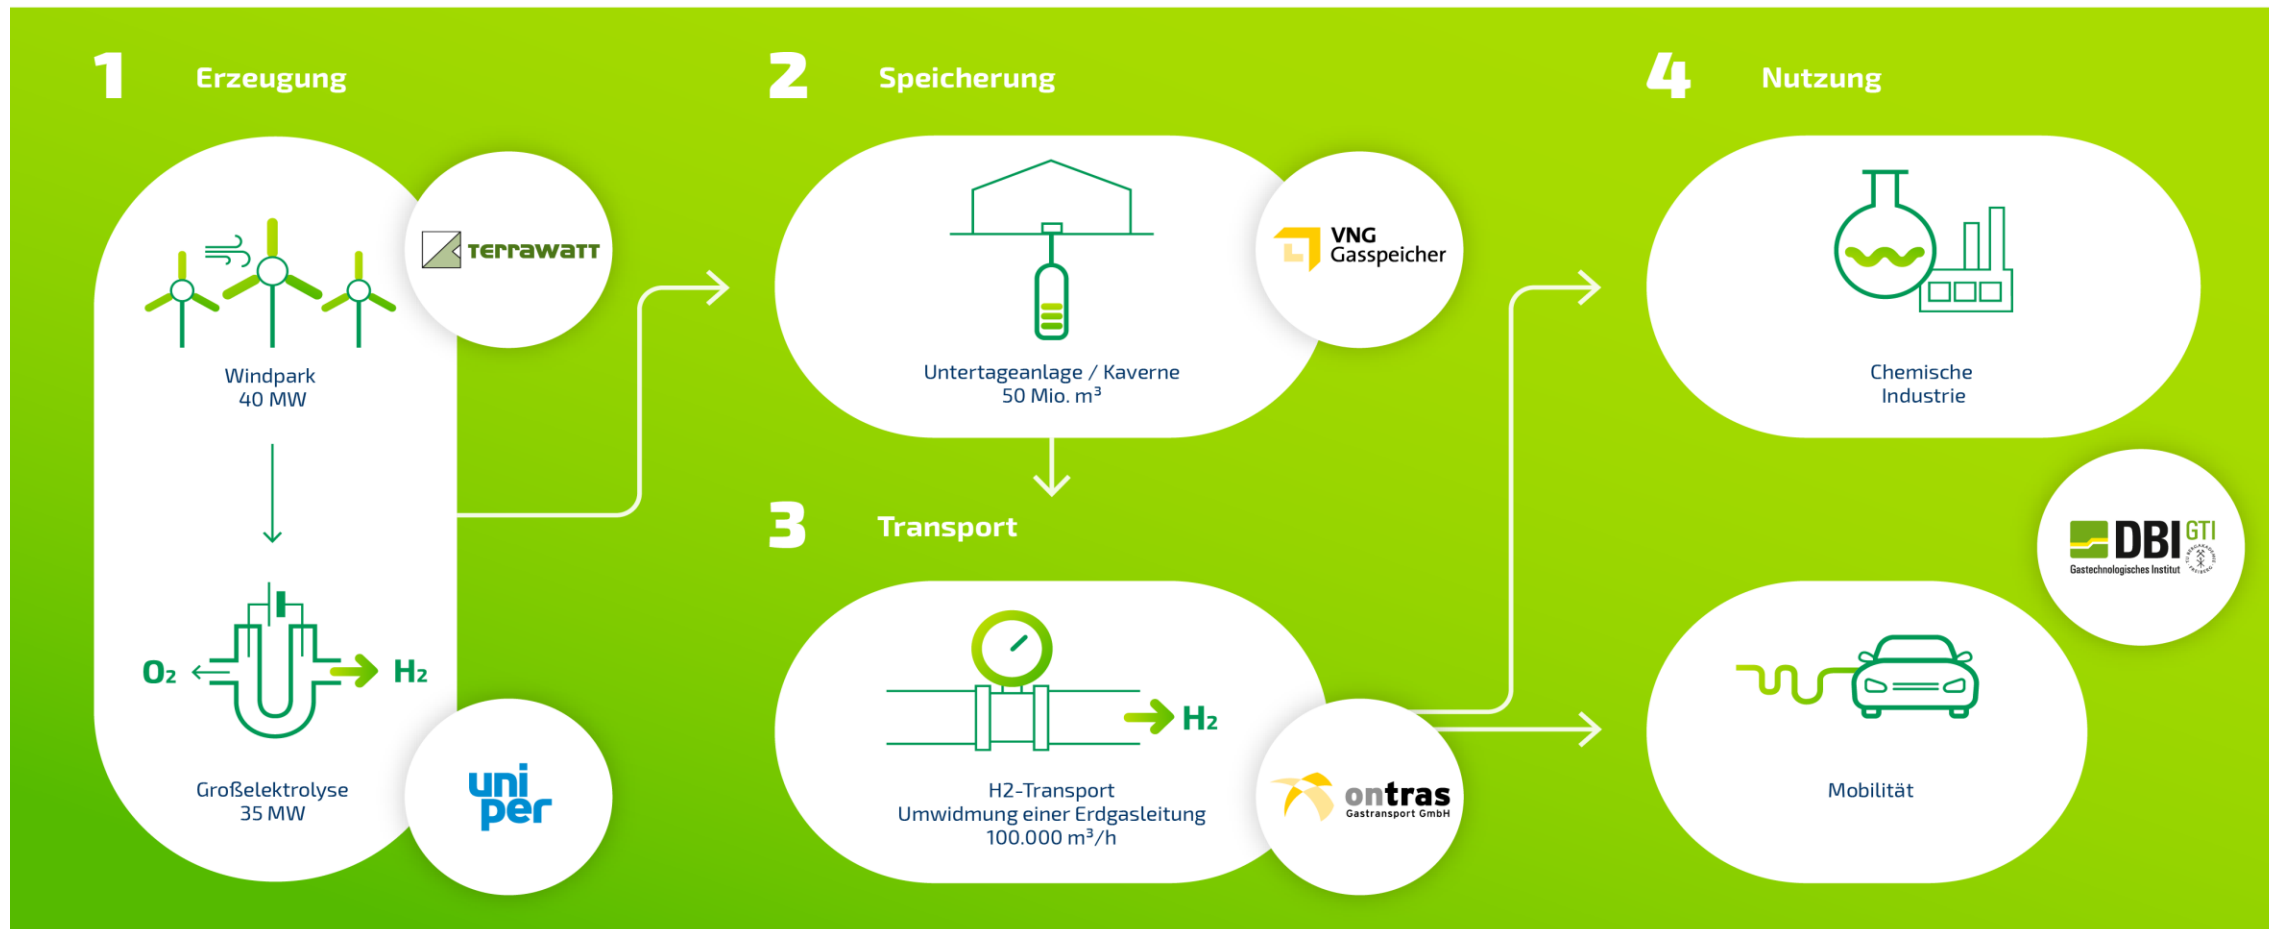 1 Erzeugung
TERRAWATT
Windpark
40 MW
O₂
H₂
Großelektrolyse
35 MW
uni
per
2 Speicherung
VNG
Gasspeicher
Untertageanlage / Kaverne
50 Mio. m³
3 Transport
H₂
H2-Transport
Umwidmung einer Erdgasleitung
100.000 m³/h
ontras
Gastransport GmbH
4 Nutzung
Chemische
Industrie
DBI GTI
Gastechnologisches Institut
Mobilität